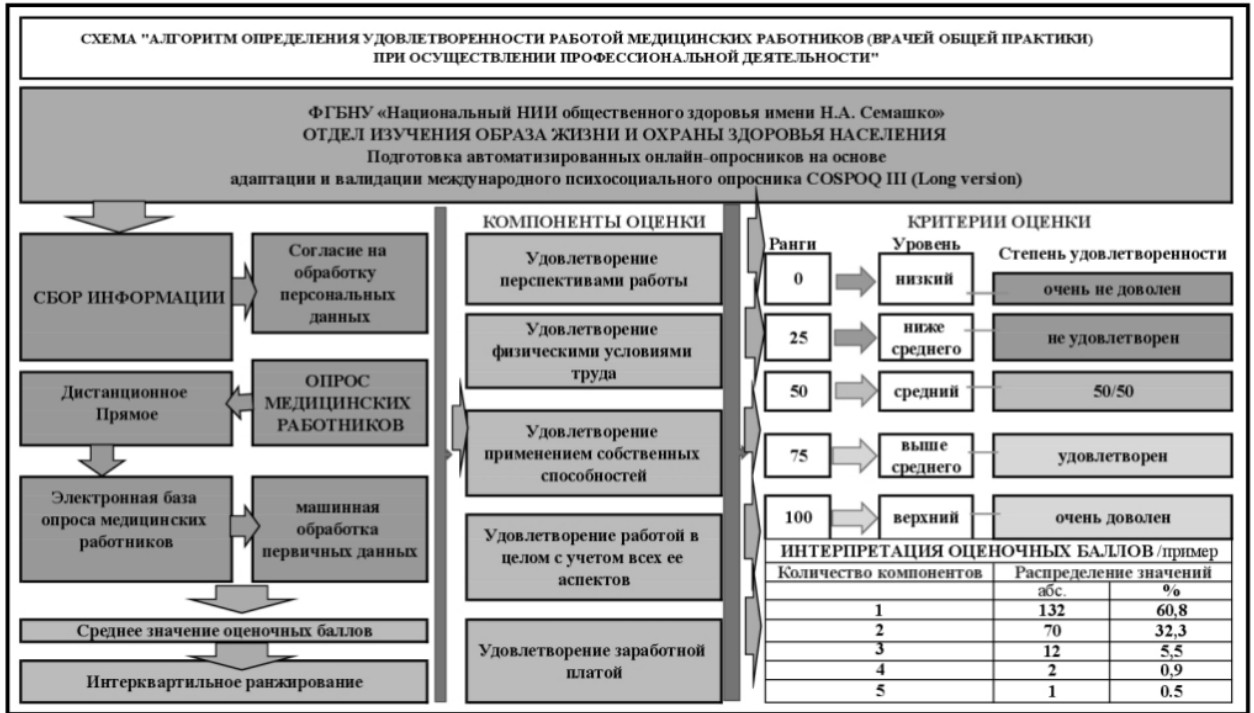 СХЕМА "АЛГОРИТМ ОПРЕДЕЛЕНИЯ УДОВЛЕТВОРЕННОСТИ РАБОТОЙ МЕДИЦИНСКИХ РАБОТНИКОВ (ВРАЧЕЙ ОБЩЕЙ ПРАКТИКИ)
ПРИ ОСУЩЕСТВЛЕНИИ ПРОФЕССИОНАЛЬНОЙ ДЕЯТЕЛЬНОСТИ"
ФГБНУ «Национальный НИИ общественного здоровья имени Н.А. Семашко»
ОТДЕЛ ИЗУЧЕНИЯ ОБРАЗА ЖИЗНИ И ОХРАНЫ ЗДОРОВЬЯ НАСЕЛЕНИЯ
Подготовка автоматизированных онлайн-опросников на основе
адаптации и валидации международного психосоциального опросника COSPOQ III (Long version)
СБОР ИНФОРМАЦИИ
Согласие на
обработку
персональных
данных
Дистанционное
Прямое
ОПРОС
МЕДИЦИНСКИХ
РАБОТНИКОВ
Электронная база
опроса медицинских
работников
машинная
обработка
первичных данных
Среднее значение оценочных баллов
Интерквартильное ранжирование
КОМПОНЕНТЫ ОЦЕНКИ
Удовлетворение
перспективами работы
Удовлетворение
физическими условиями
труда
Удовлетворение
применением собственных
способностей
Удовлетворение работой в
целом с учетом всех ее
аспектов
Удовлетворение заработной
платой
КРИТЕРИИ ОЦЕНКИ
Ранги Уровень Степень удовлетворенности
0 низкий очень не доволен
25 ниже
среднего не удовлетворен
50 средний 50/50
75 выше
среднего удовлетворен
100 верхний очень доволен
ИНТЕРПРЕТАЦИЯ ОЦЕНОЧНЫХ БАЛЛОВ /пример
Количество компонентов Распределение значений
абс. %
1 132 60,8
2 70 32,3
3 12 5,5
4 2 0,9
5 1 0.5